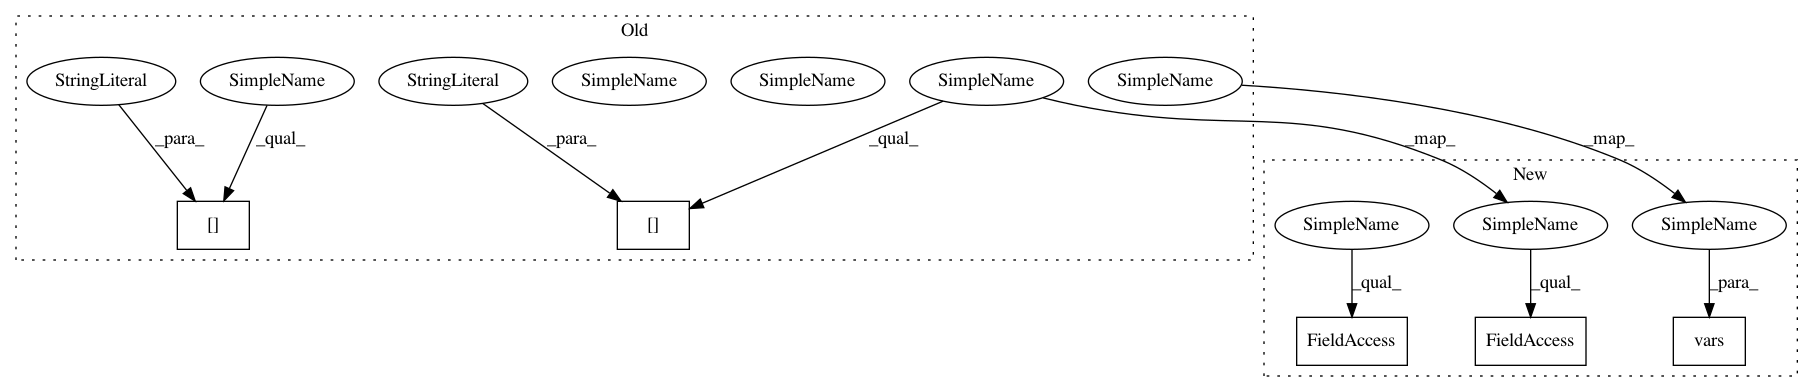 Old
StringLiteral
SimpleName
StringLiteral
SimpleName
SimpleName
SimpleName
SimpleName
_para_
_qual_
_para_
_qual_
_map_
_map_
New
[]
[]
SimpleName
SimpleName
SimpleName
_qual_
_qual_
_para_
FieldAccess
FieldAccess
vars